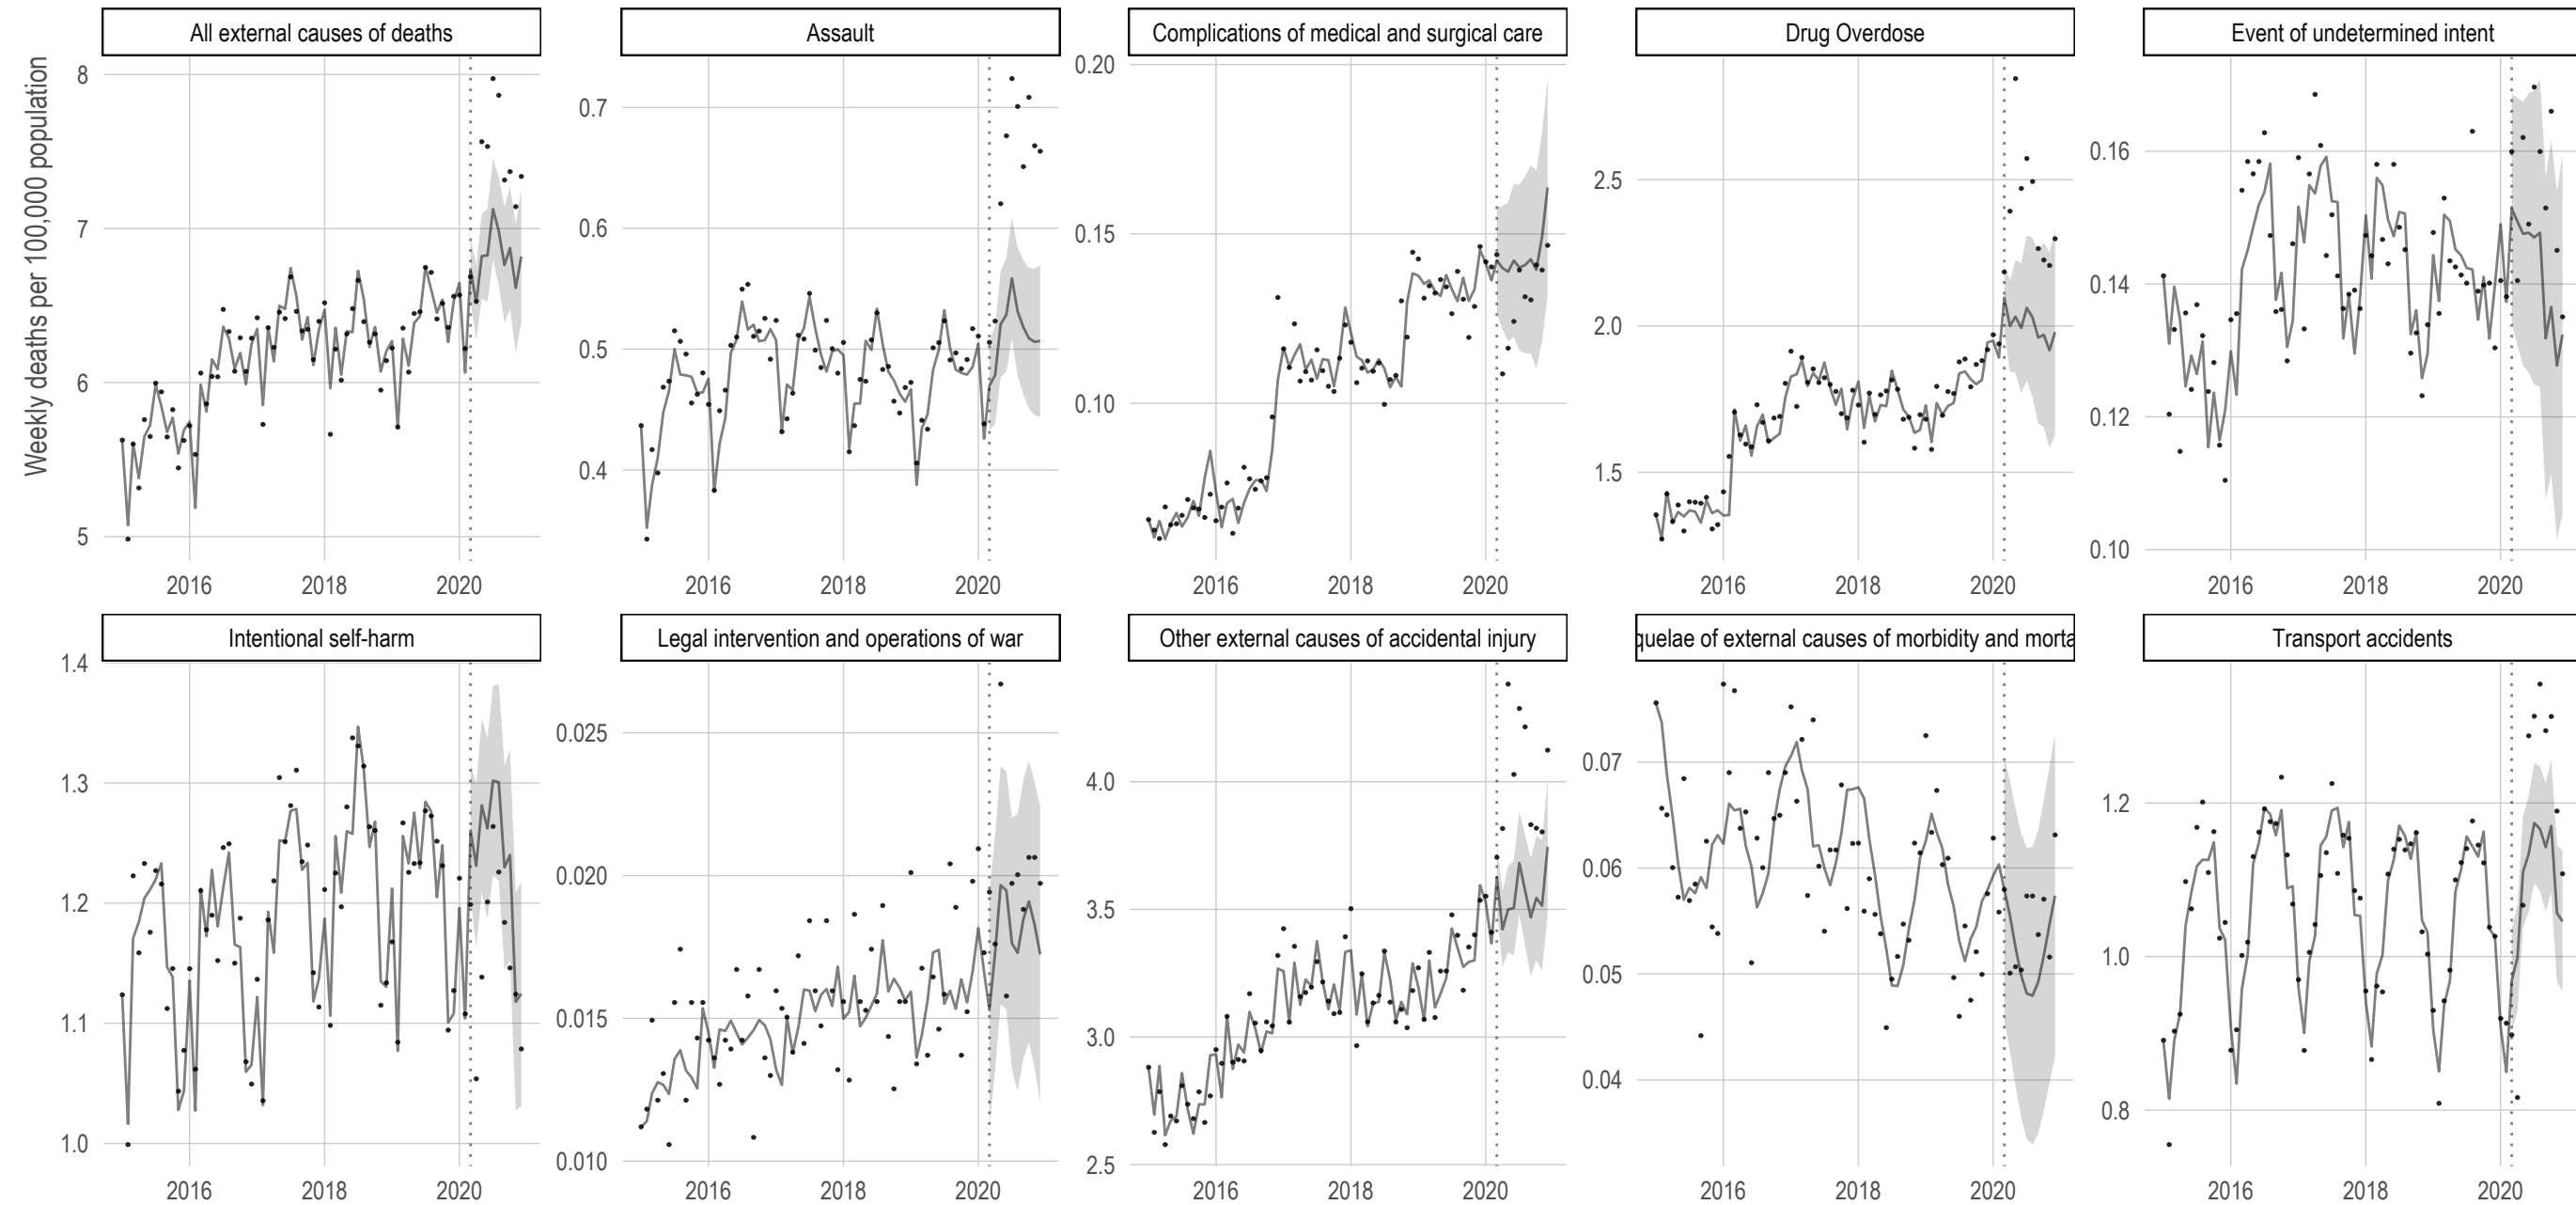 All external causes of deaths
Assault
Complications of medical and surgical care
Drug Overdose
Event of undetermined intent
Weekly deaths per 100,000 population
8
7
6
5
2016 2018 2020
0.7
0.6
0.5
0.4
2016 2018 2020
0.20
0.15
0.10
2016 2018 2020
2.5
2.0
1.5
2016 2018 2020
0.16
0.14
0.12
0.10
2016 2018 2020
Intentional self-harm
Legal intervention and operations of war
Other external causes of accidental injury
quelae of external causes of morbidity and morta
Transport accidents
1.4
1.3
1.2
1.1
1.0
2016 2018 2020
0.025
0.020
0.015
0.010
2016 2018 2020
4.0
3.5
3.0
2.5
2016 2018 2020
0.07
0.06
0.05
0.04
2016 2018 2020
1.2
1.0
0.8
2016 2018 2020